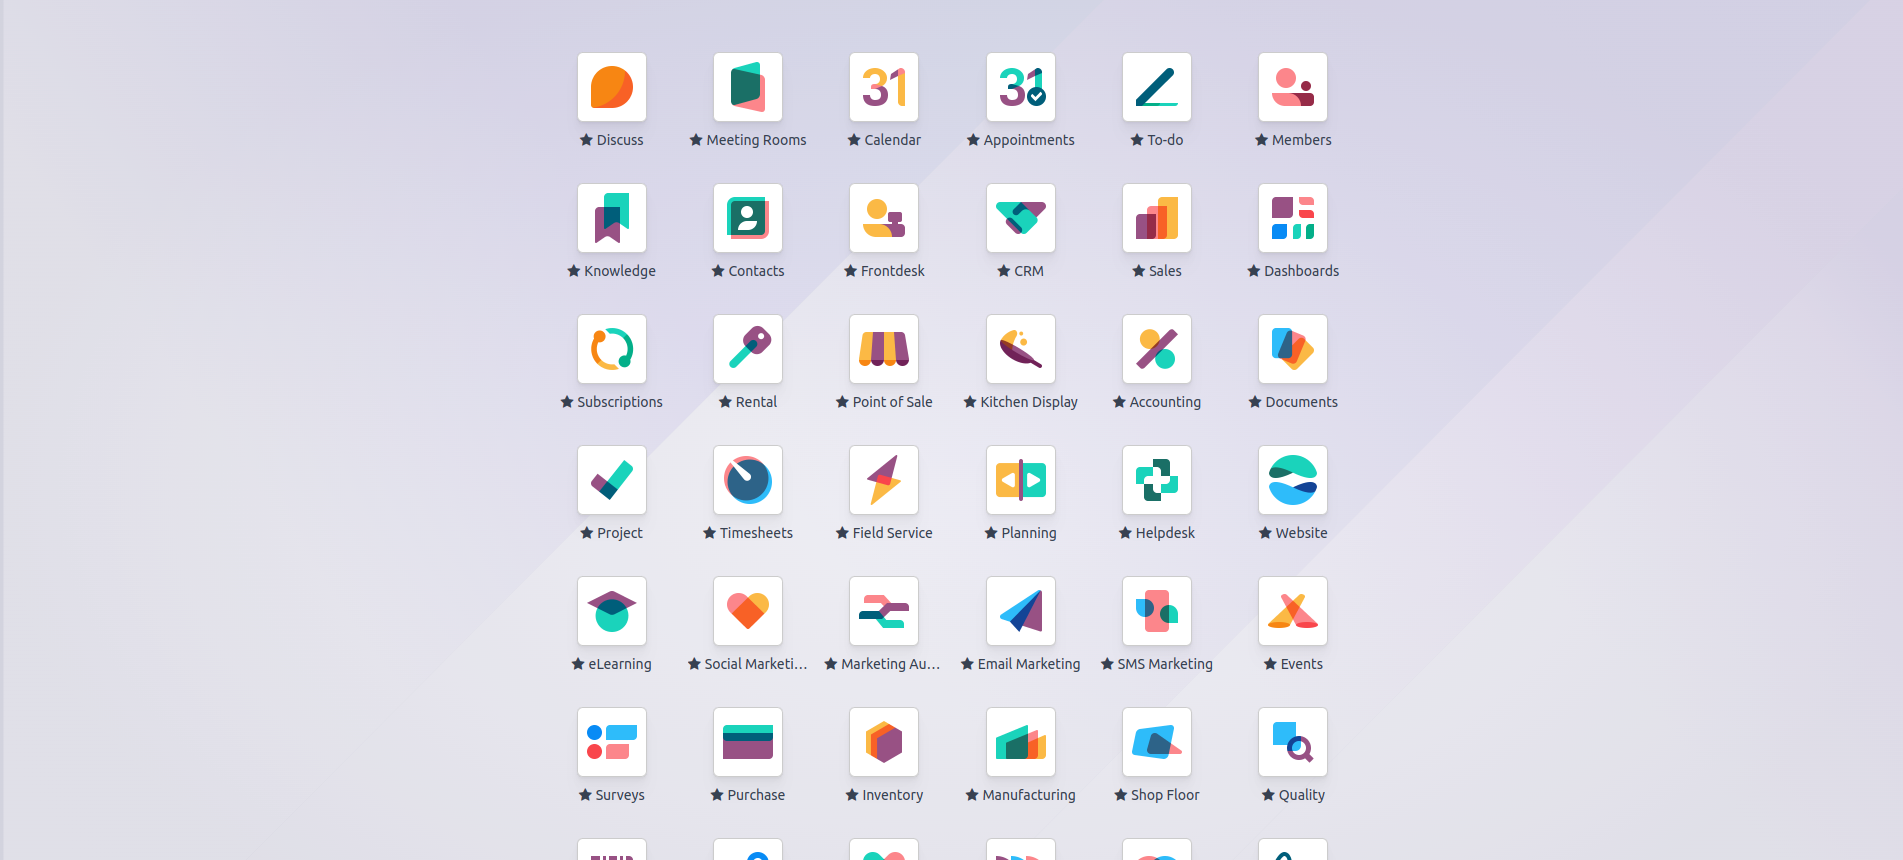 Discuss
Meeting Rooms
Calendar
Appointments
To-do
Members
Knowledge
Contacts
Frontdesk
CRM
Sales
Dashboards
Subscriptions
Rental
Point of Sale
Kitchen Display
Accounting
Documents
Project
Timesheets
Field Service
Planning
Helpdesk
Website
eLearning
Social Marketi...
Marketing Au...
Email Marketing
SMS Marketing
Events
Surveys
Purchase
Inventory
Manufacturing
Shop Floor
Quality
31
31